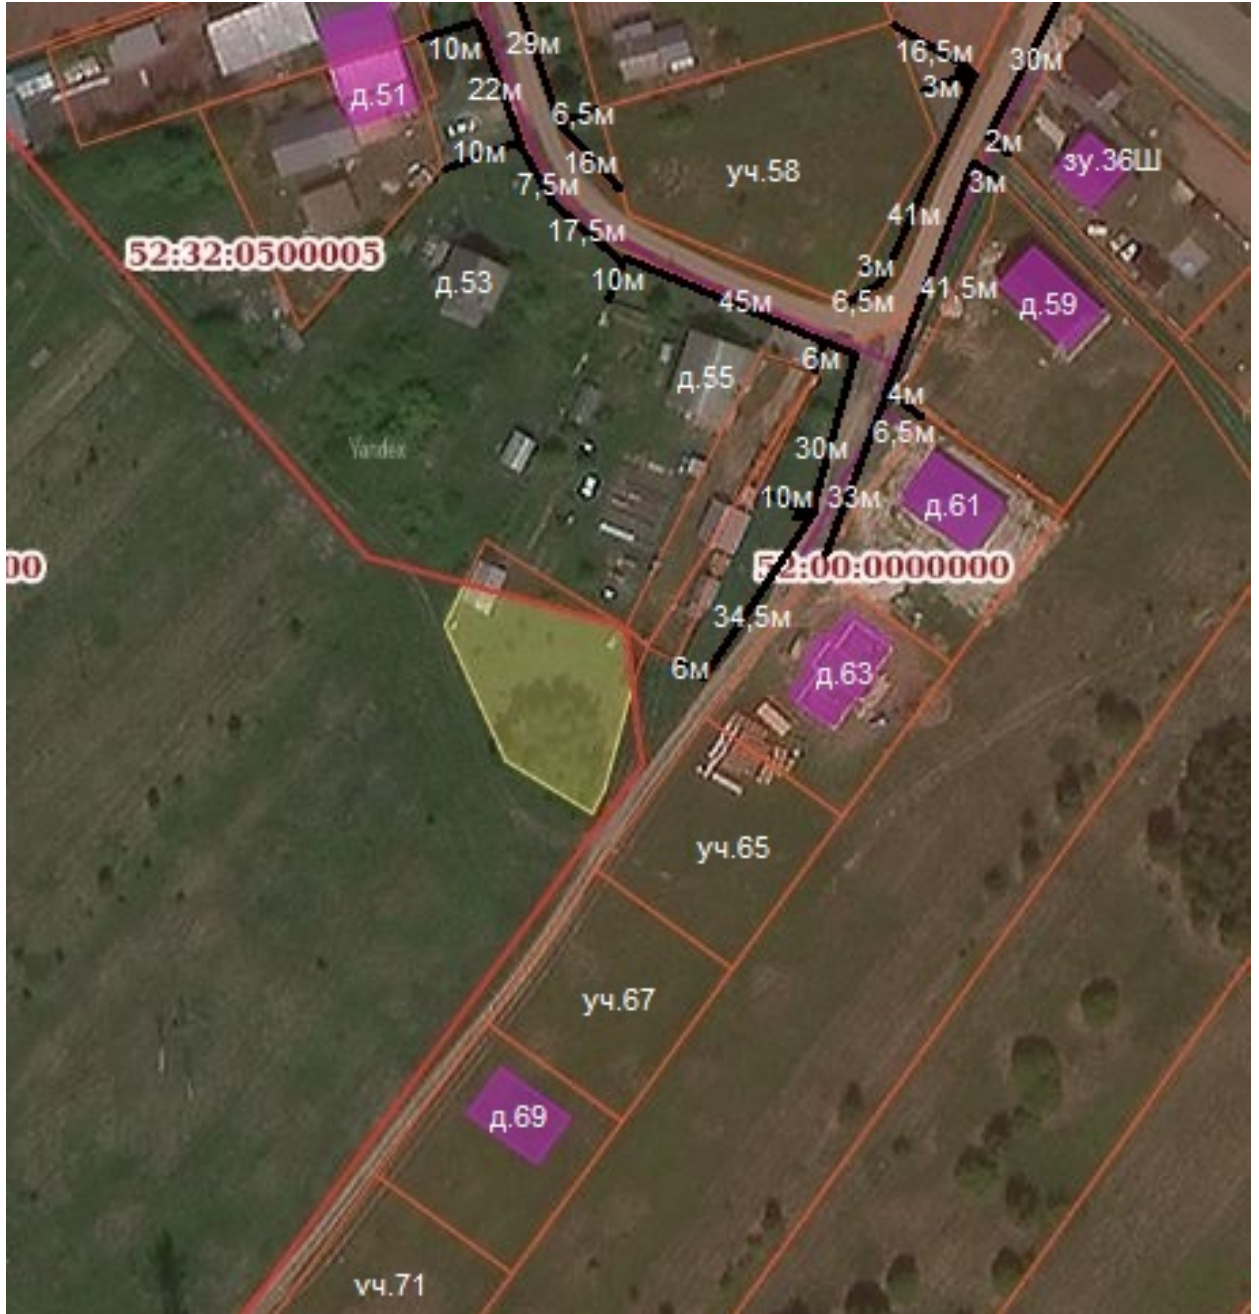 10м
29м
16,5м
30м
д.51
22м
3м
6,5м
2м
10м
16м
уч.58
зу.36Ш
7,5м
3м
41м
17,5м
52:32:0500005
3м
д.53
10м
41,5м
45м
6,5м
д.59
6м
д.55
4м
6,5м
Yandex
30м
10м
33м
д.61
00
52:00:0000000
34,5м
6м
д.63
уч.65
уч.67
д.69
уч.71